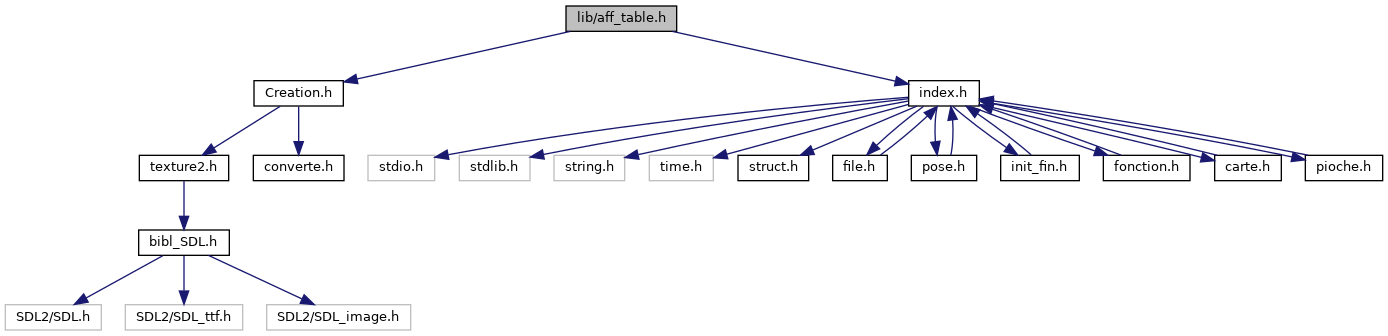 lib/aff_table.h
Creation.h
index.h
texture2.h
converte.h
stdio.h
stdlib.h
string.h
time.h
struct.h
file.h
pose.h
init_fin.h
fonction.h
carte.h
pioche.h
bibl_SDL.h
SDL2/SDL.h
SDL2/SDL_ttf.h
SDL2/SDL_image.h